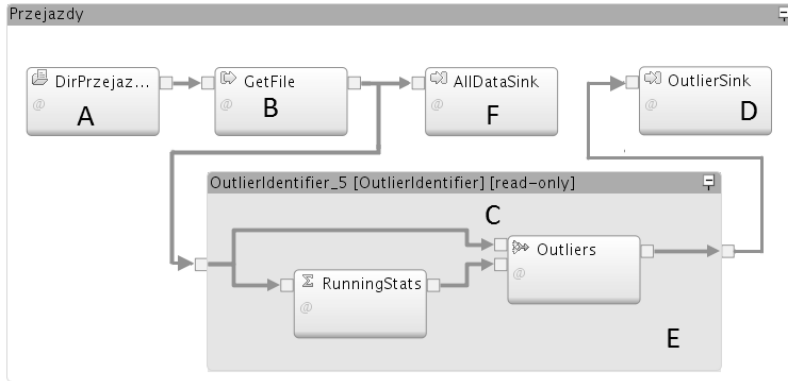 Przejazdy
DirPrzejaz...
@
A
GetFile
@
B
AllDataSink
@
F
OutlierSink
@
D
OutlierIdentifier_5 [OutlierIdentifier] [read-only]
C
Outliers
@
Σ RunningStats
@
E